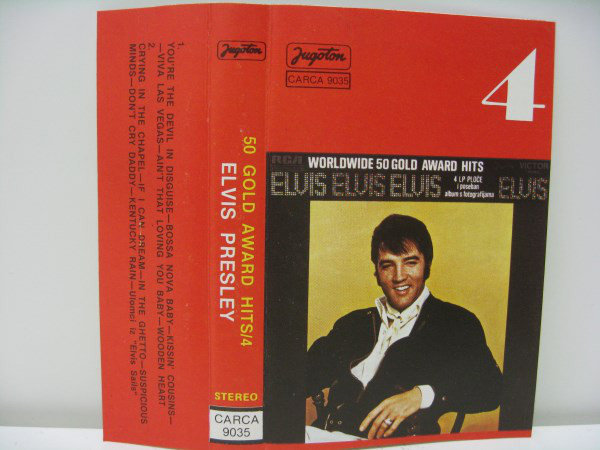 1.
YOU'RE THE DEVIL IN DISGUISE—BOSSA NOVA BABY—KISSIN' COUSINS—
—VIVA LAS VEGAS—AIN'T THAT LOVING YOU BABY—WOODEN HEART
2.
CRYING IN THE CHAPEL—IF I CAN DREAM—IN THE GHETTO—SUSPICIOUS
MINDS—DON'T CRY DADDY—KENTUCKY RAIN—Ulomci iz "Elvis Sails"
Jugoton
50 GOLD AWARD HITS/4
ELVIS PRESLEY
STEREO
CARCA
9035
Jugoton
CARCA 9035
4
RCA
VICTOR
WORLDWIDE 50 GOLD AWARD HITS
ELVIS ELVIS ELVIS ELVIS
4 LP PLOČE
i poseban
album s fotografijama